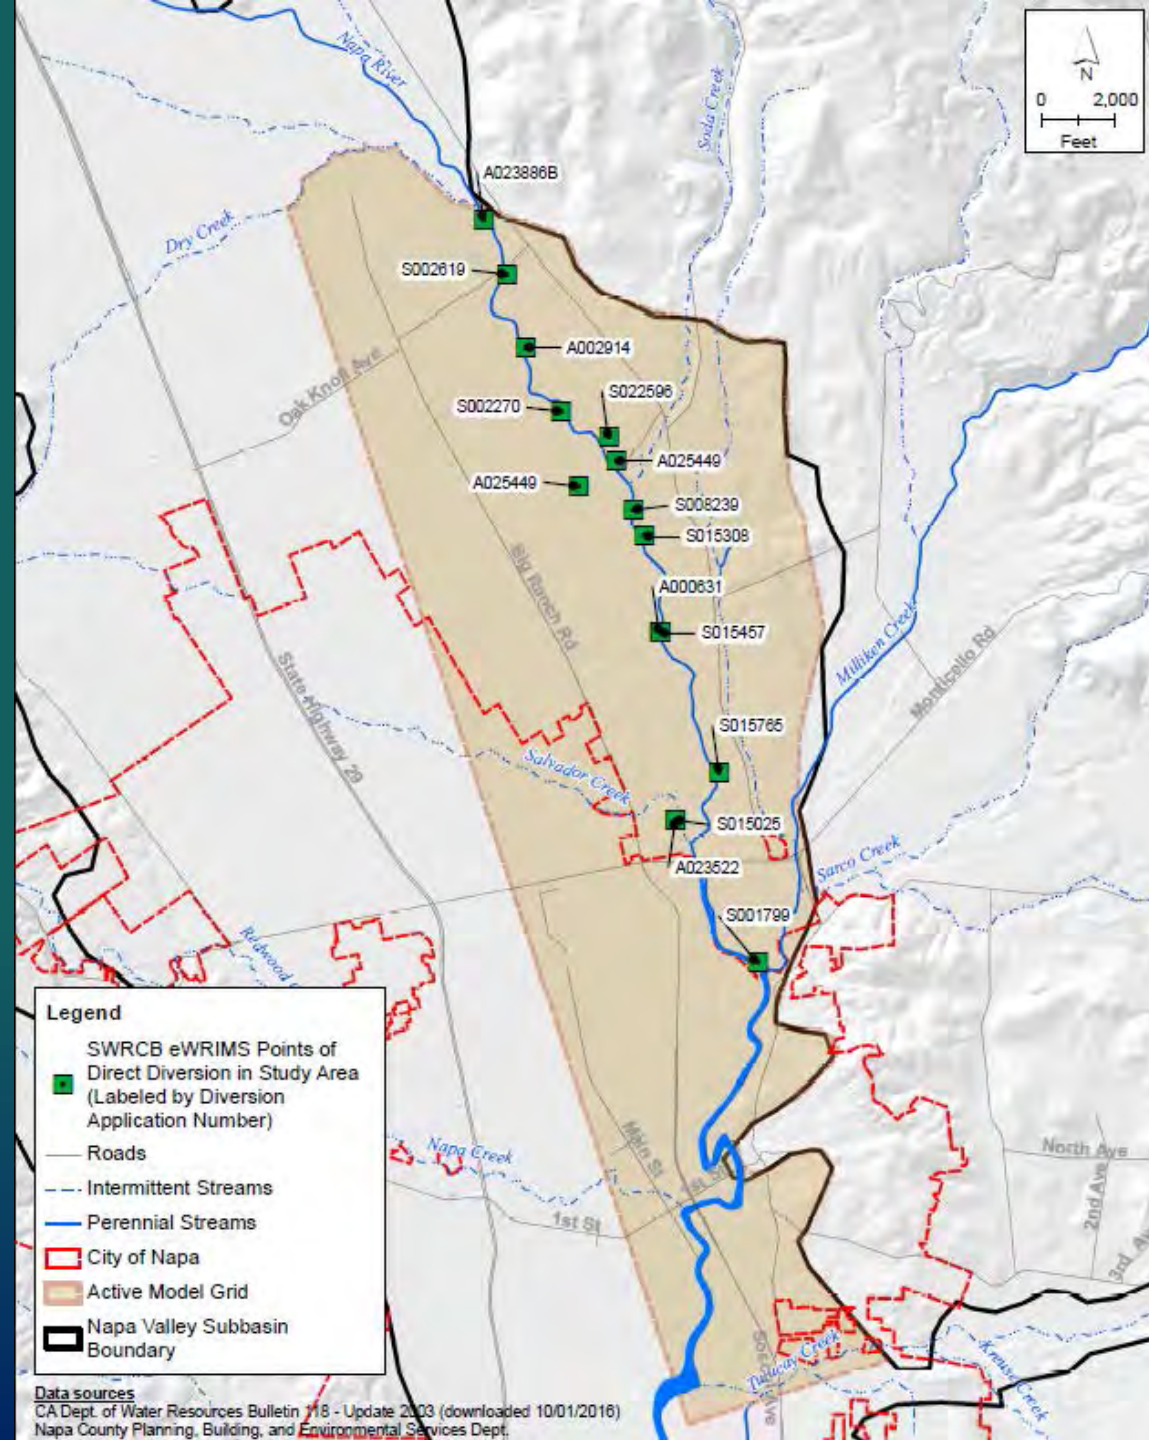 Napa River
Soda Creek
N
0 2,000
Feet
A023886B
Dry Creek
S002619
A002914
Oak Knoll Ave
S022596
S002270
A025449
A025449
S008239
S015308
Big Ranch Rd
A000631
S015457
Milliken Creek
Monticello Rd
State Highway 29
S015765
Salvador Creek
S015025
A023522
Sarco Creek
S001799
Redwood
Legend
SWRCB eWRIMS Points of
Direct Diversion in Study Area
(Labeled by Diversion
Application Number)
Roads
Intermittent Streams
Perennial Streams
City of Napa
Active Model Grid
Napa Valley Subbasin
Boundary
Napa Creek
Main St
1st St
1st St
North Ave
2nd Ave
3rd
Tulucay Creek
Kreuse Creek
Data sources
CA Dept. of Water Resources Bulletin 118 - Update 2003 (downloaded 10/01/2016)
Napa County Planning, Building, and Environmental Services Dept.